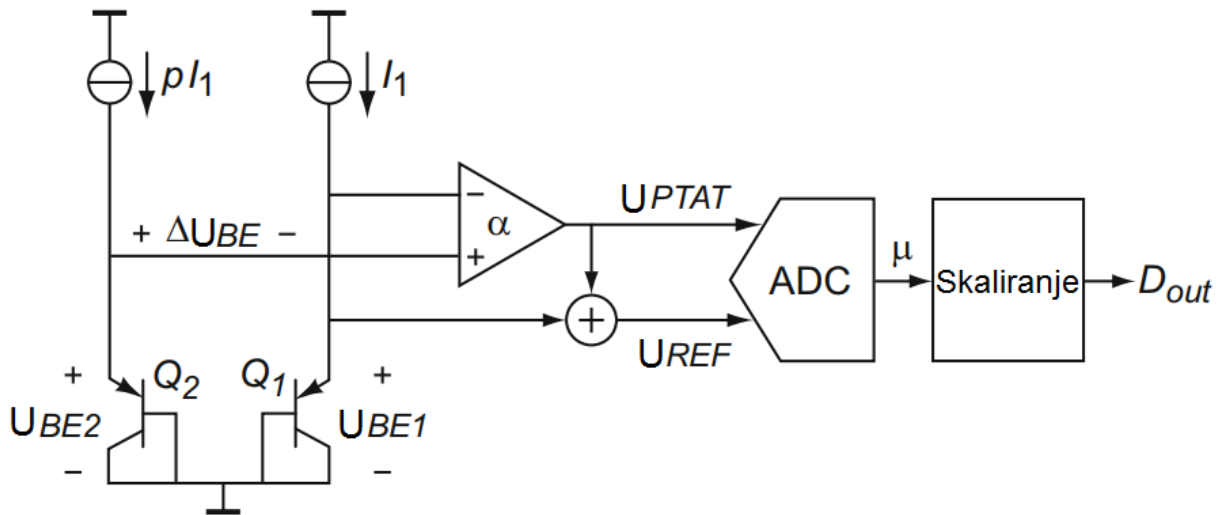 pI1
I1
−
α
+
+ ΔUBE −
UPTAT
+
UREF
ADC
μ
Skaliranje
Dout
+
UBE2
−
Q2
Q1
+
UBE1
−